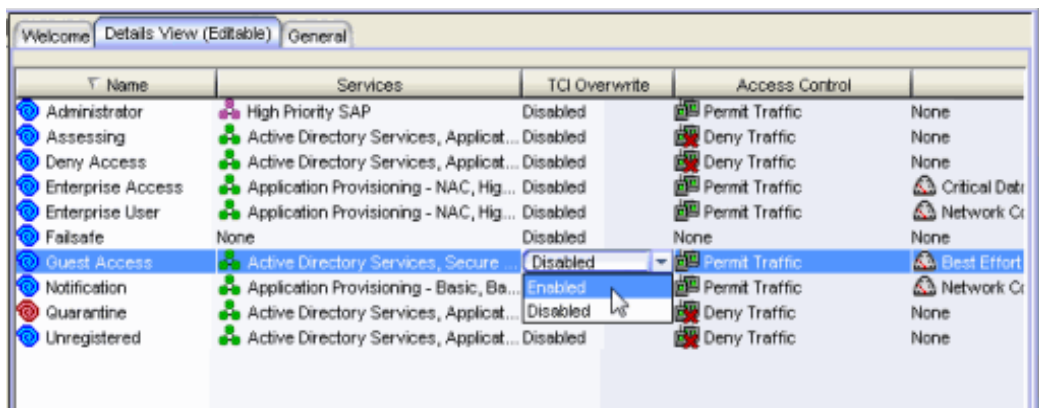 Welcome Details View (Editable) General
Name Services TCI Overwrite Access Control
Administrator High Priority SAP Disabled Permit Traffic None
Assessing Active Directory Services, Applicat... Disabled Deny Traffic None
Deny Access Active Directory Services, Applicat... Disabled Deny Traffic None
Enterprise Access Application Provisioning - NAC, Hig... Disabled Permit Traffic Critical Dat
Enterprise User Application Provisioning - NAC, Hig... Disabled Permit Traffic Network Co
Failsafe None Disabled None None
Guest Access Active Directory Services, Secure ... Disabled Permit Traffic Best Effort
Notification Application Provisioning - Basic, Ba... Enabled Permit Traffic Network Co
Quarantine Active Directory Services, Applicat... Disabled Deny Traffic None
Unregistered Active Directory Services, Applicat... Disabled Deny Traffic None